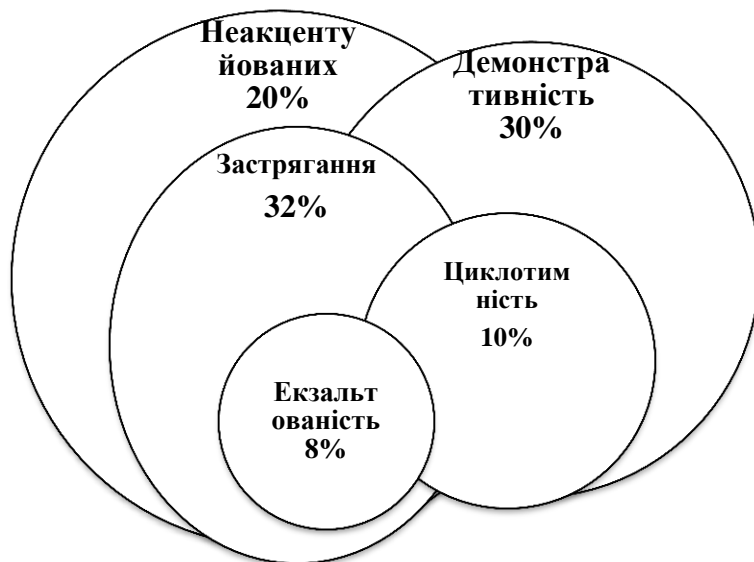 Неакценту
йованих
20%
Демонстра
тивність
30%
Застрягання
32%
Циклотим
ність
10%
Екзальт
ованість
8%